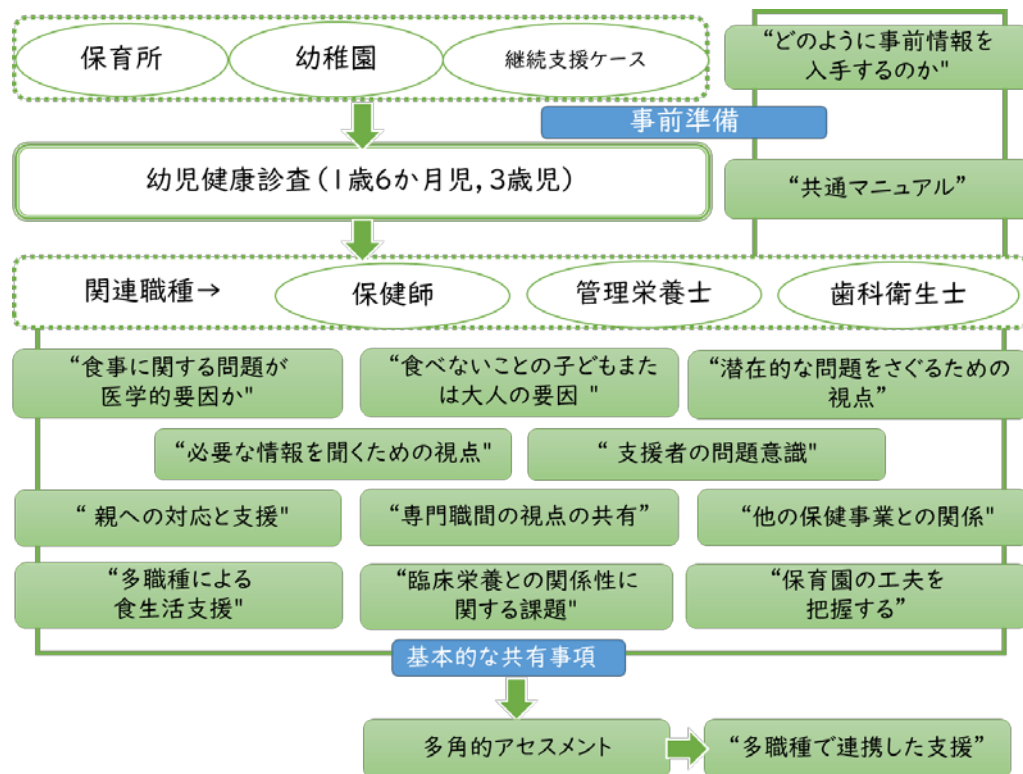 保育所
幼稚園
継続支援ケース
“どのように事前情報を
入手するのか"
事前準備
幼児健康診査(1歳6か月児,3歳児)
“共通マニュアル”
関連職種→
保健師
管理栄養士
歯科衛生士
“食事に関する問題が
医学的要因か"
“食べないことの子どもまた
は大人の要因 "
“潜在的な問題をさぐるための
視点”
“必要な情報を聞くための視点"
“ 支援者の問題意識"
“ 親への対応と支援"
“専門職間の視点の共有”
“他の保健事業との関係"
“多職種による
食生活支援"
“臨床栄養との関係性に
関する課題"
“保育園の工夫を
把握する”
基本的な共有事項
多角的アセスメント
“多職種で連携した支援”